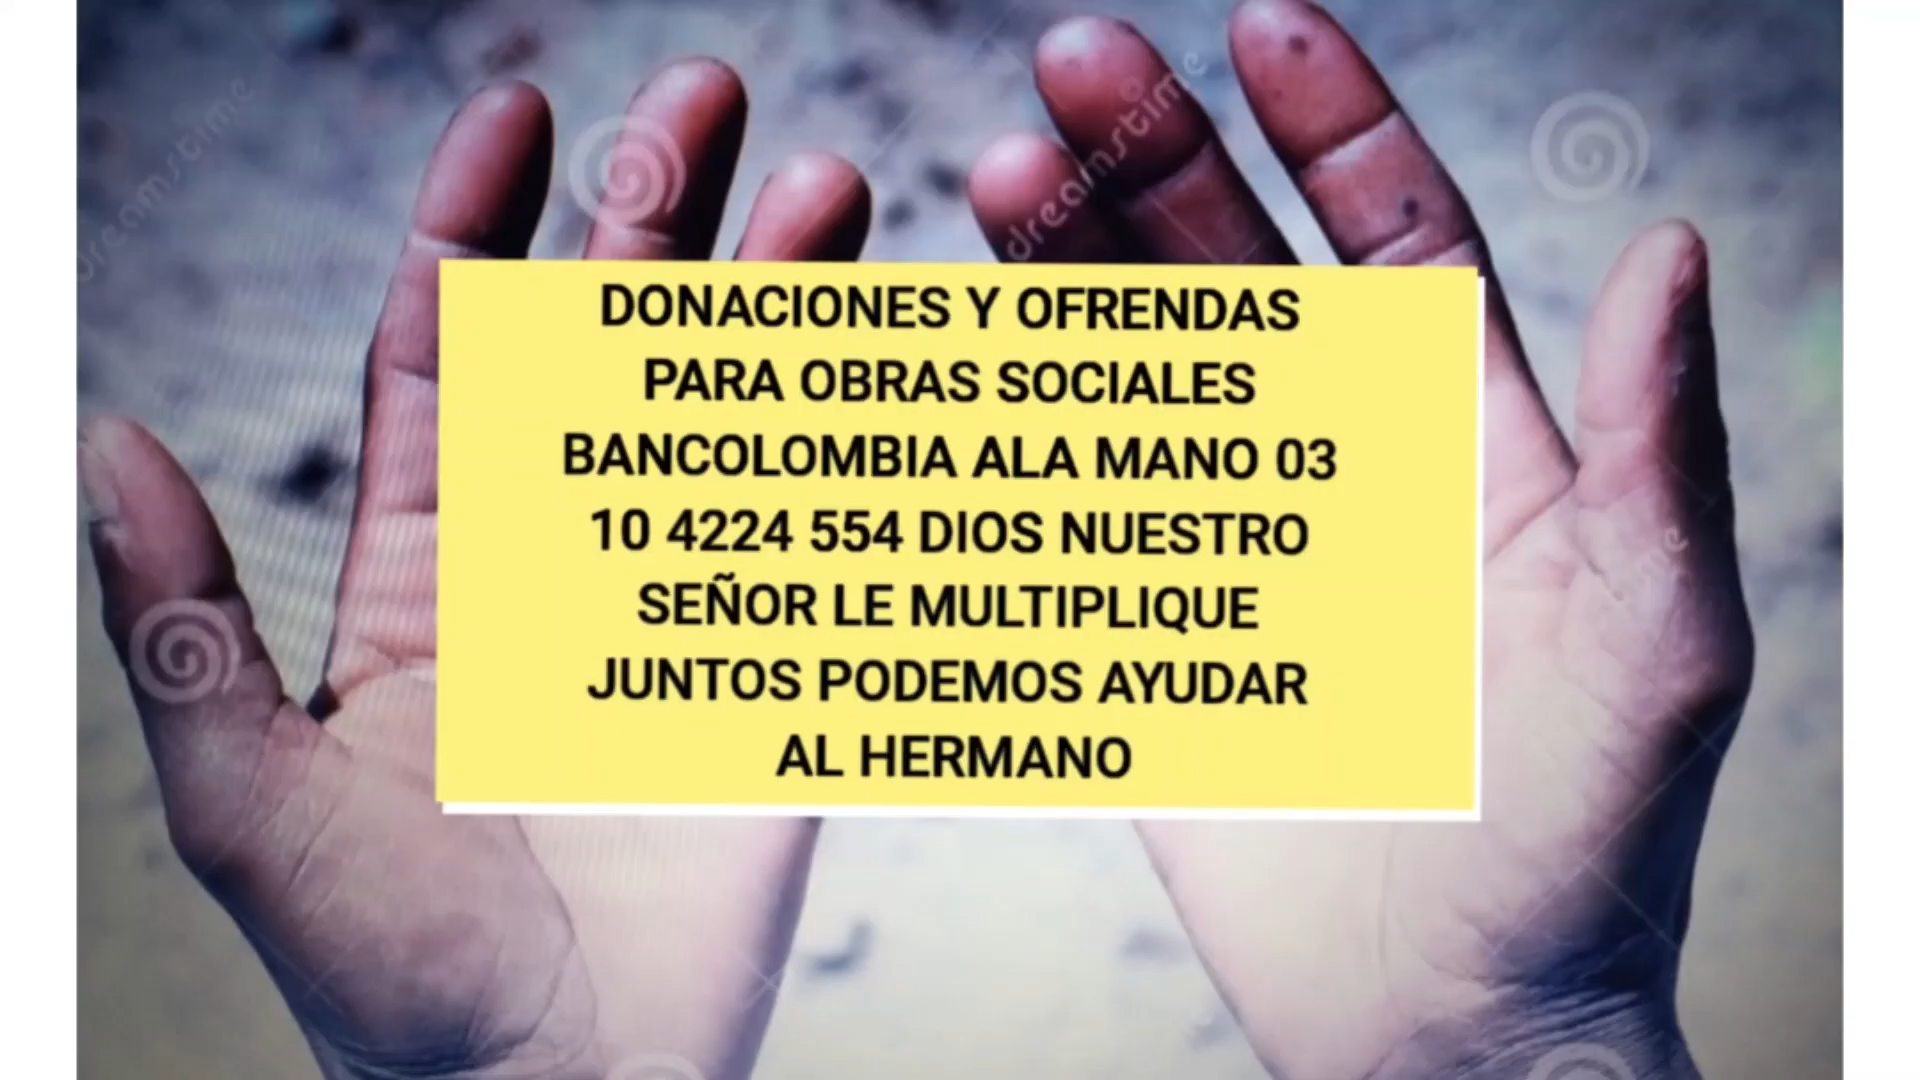 DONACIONES Y OFRENDAS
PARA OBRAS SOCIALES
BANCOLOMBIA ALA MANO 03
10 4224 554 DIOS NUESTRO
SEÑOR LE MULTIPLIQUE
JUNTOS PODEMOS AYUDAR
AL HERMANO
dreamstime
dreamstime